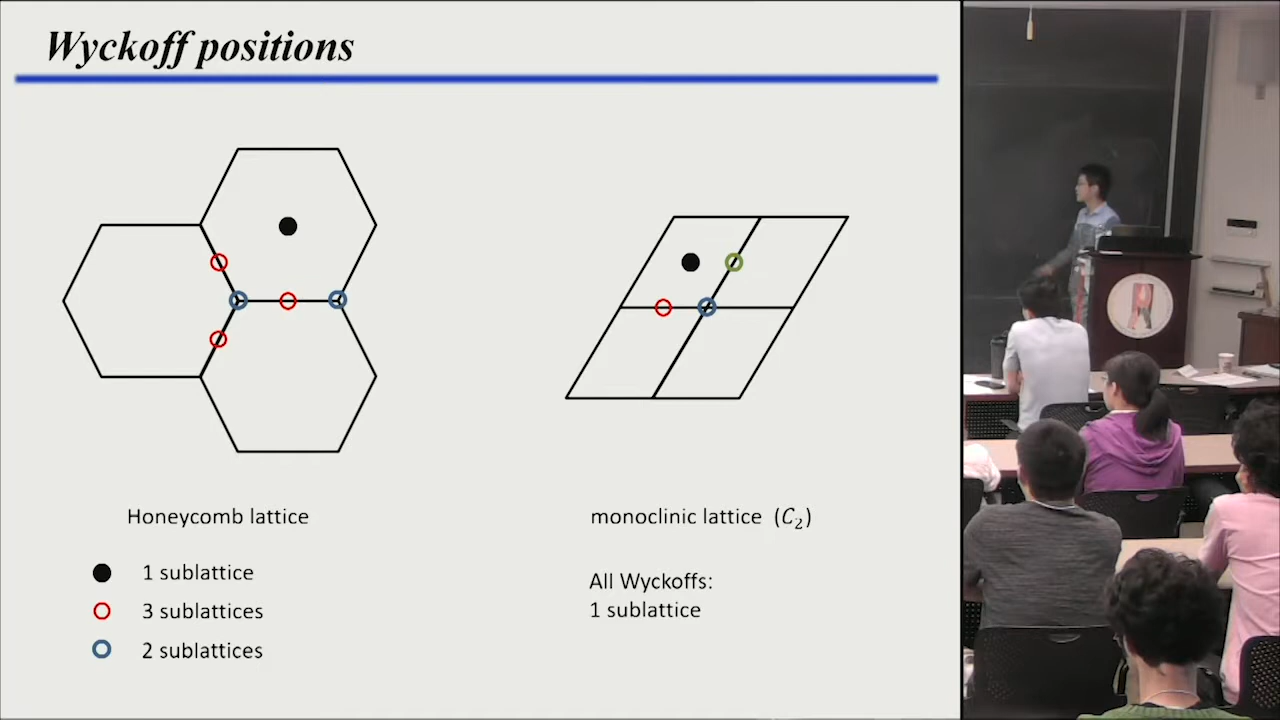 Wyckoff positions
Honeycomb lattice
1 sublattice
3 sublattices
2 sublattices
monoclinic lattice (C₂)
All Wyckoffs:
1 sublattice